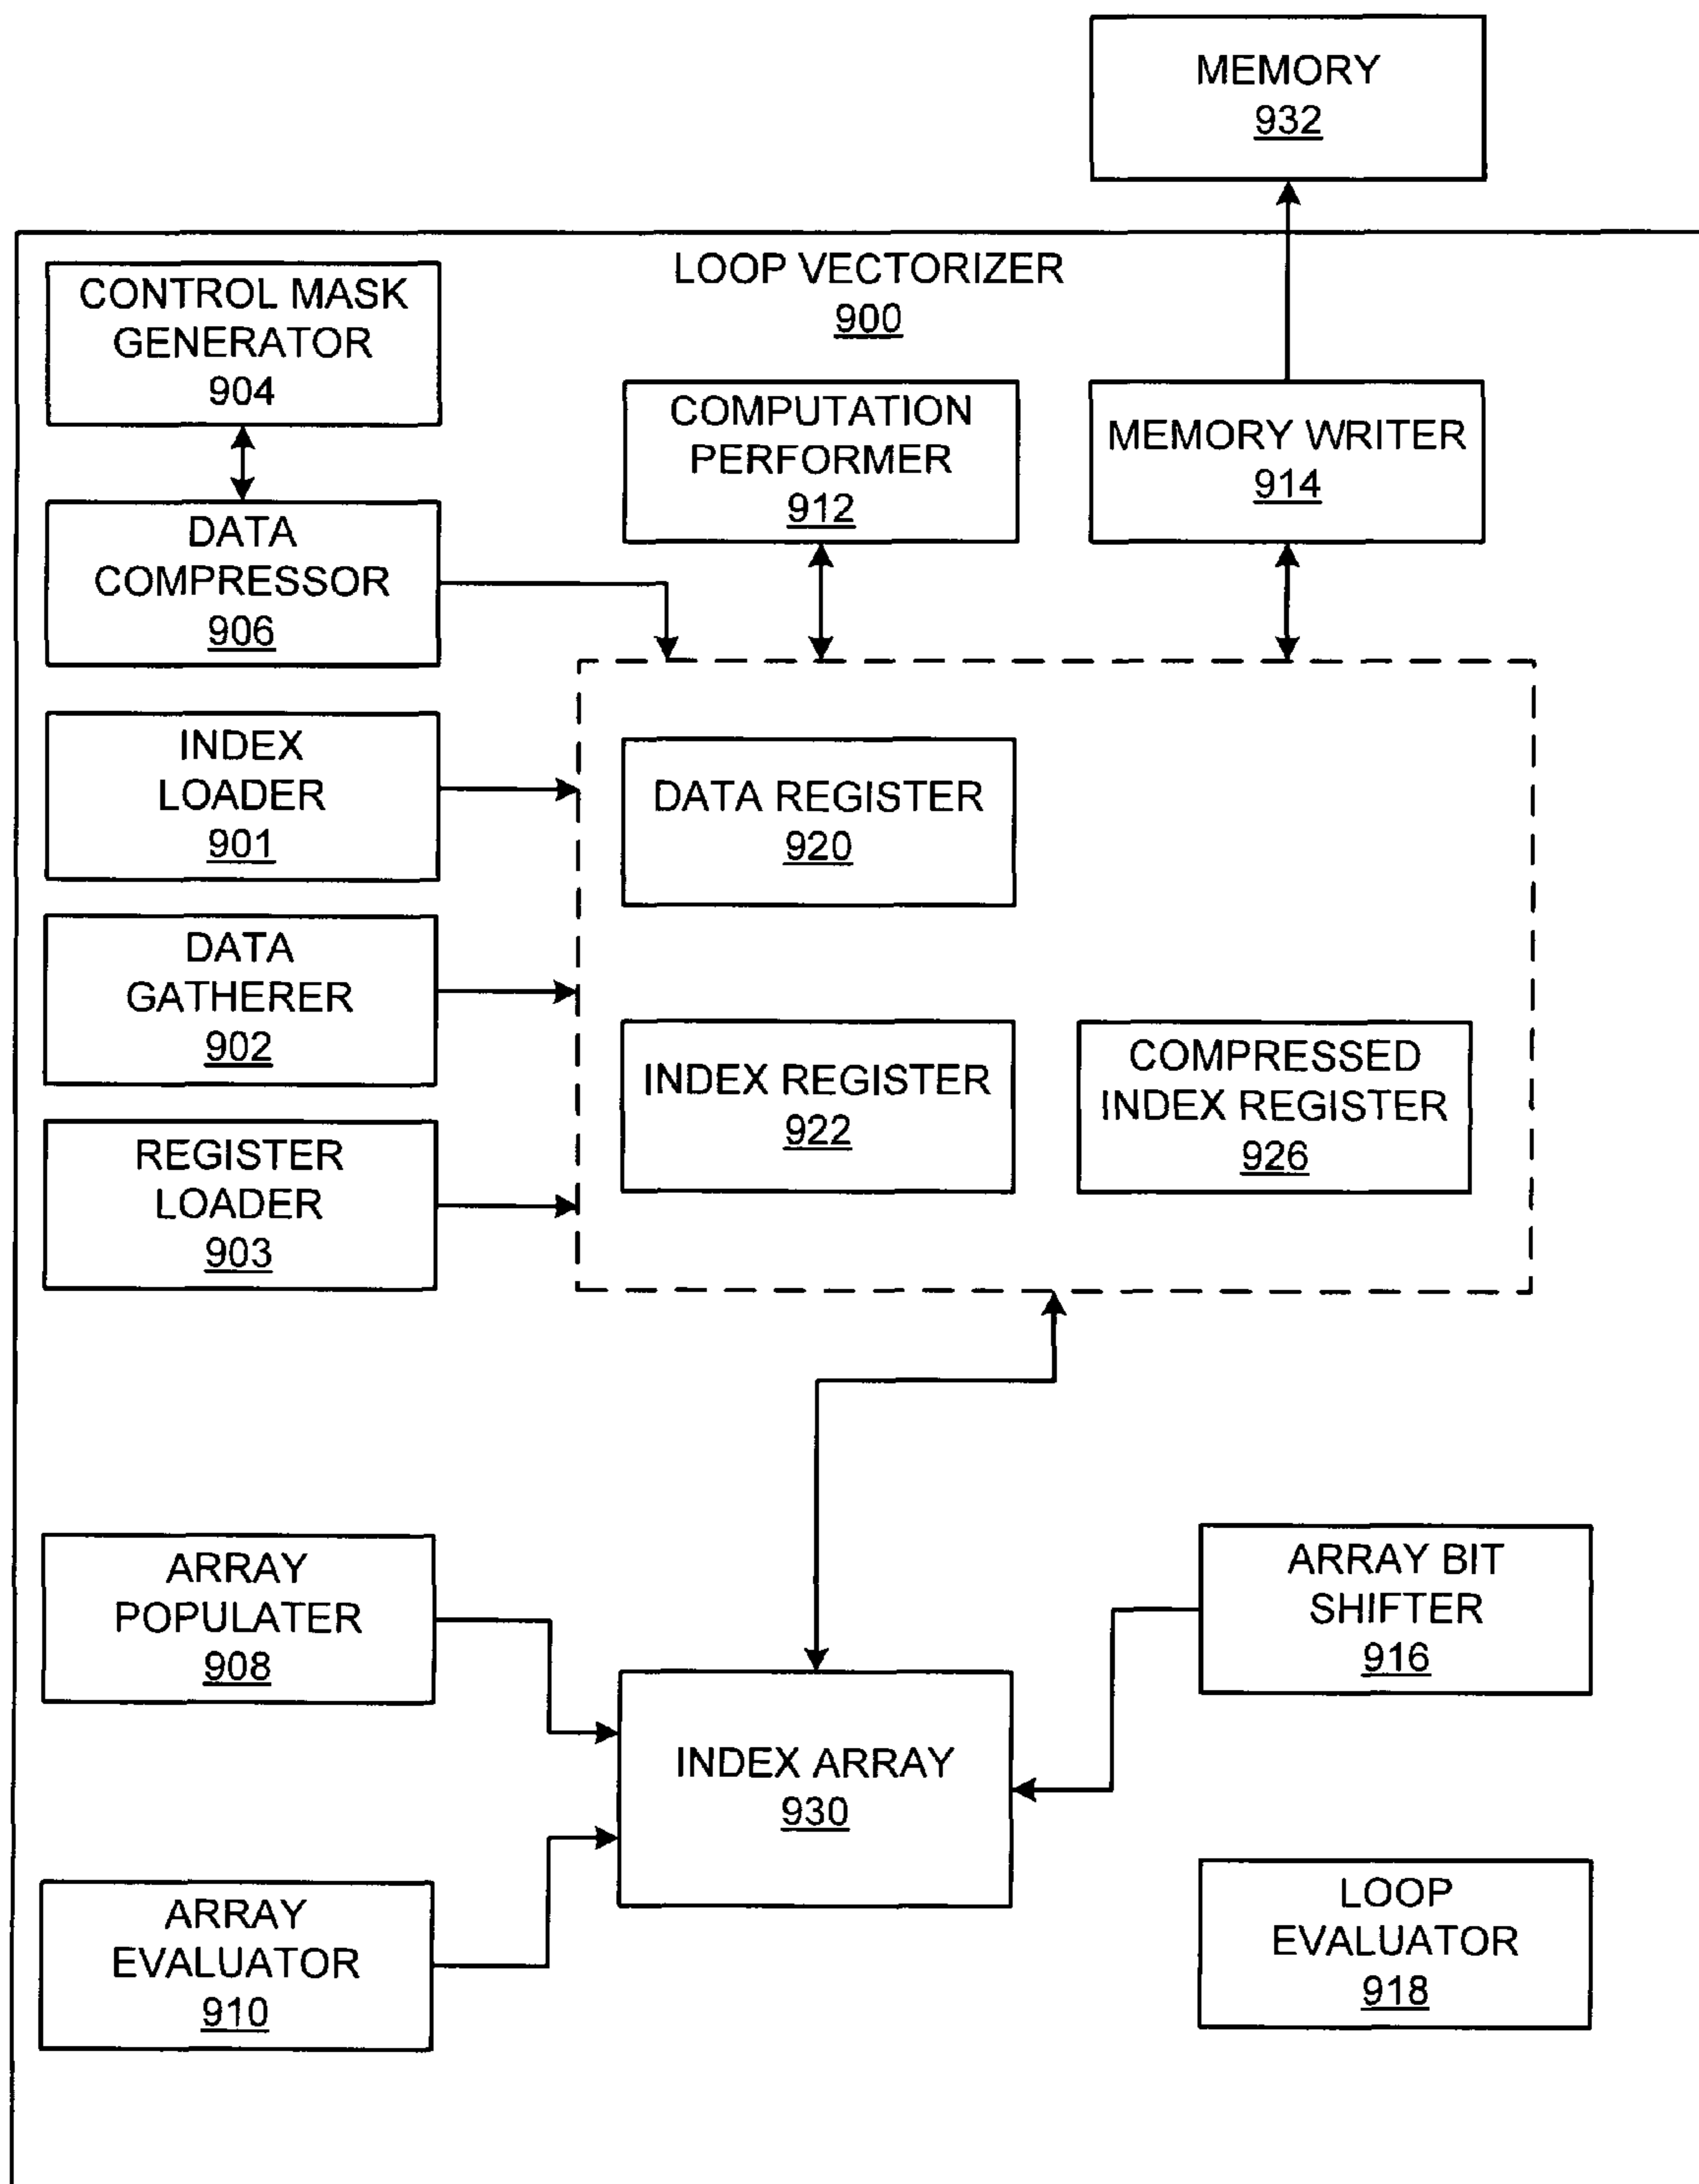 MEMORY
932
LOOP VECTORIZER
900
CONTROL MASK
GENERATOR
904
COMPUTATION
PERFORMER
912
MEMORY WRITER
914
DATA
COMPRESSOR
906
INDEX
LOADER
901
DATA REGISTER
920
DATA
GATHERER
902
INDEX REGISTER
922
COMPRESSED
INDEX REGISTER
926
REGISTER
LOADER
903
ARRAY
POPULATER
908
ARRAY BIT
SHIFTER
916
INDEX ARRAY
930
ARRAY
EVALUATOR
910
LOOP
EVALUATOR
918